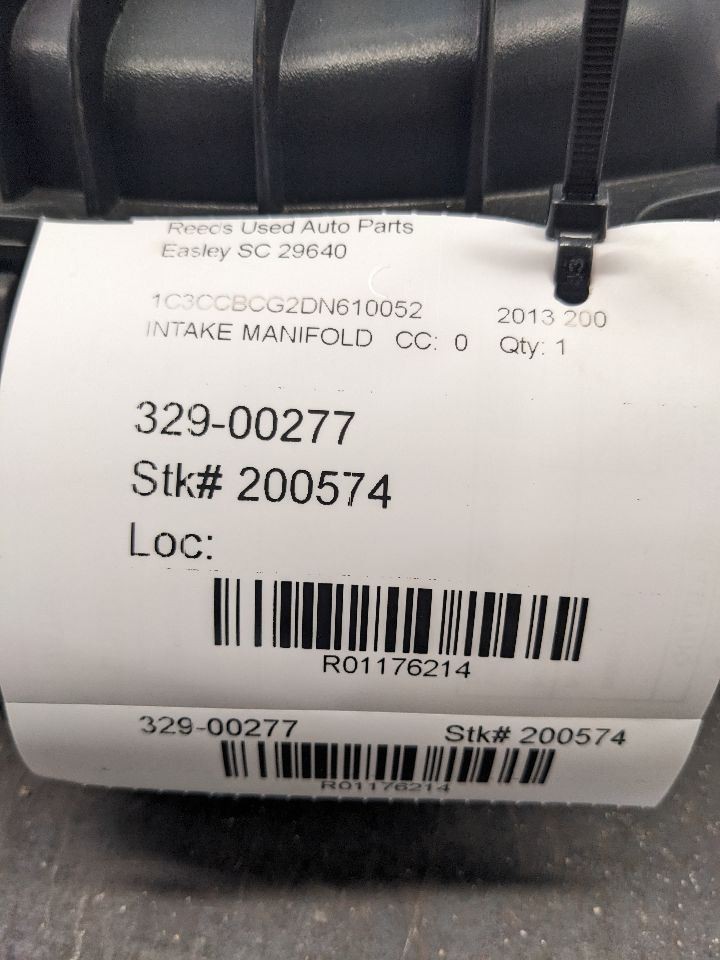 Reed's Used Auto Parts
Easley SC 29640
1C3CCBCG2DN610052 2013 200
INTAKE MANIFOLD CC: 0 Qty: 1
329-00277
Stk# 200574
Loc:
R01176214
329-00277 Stk# 200574
R01176214